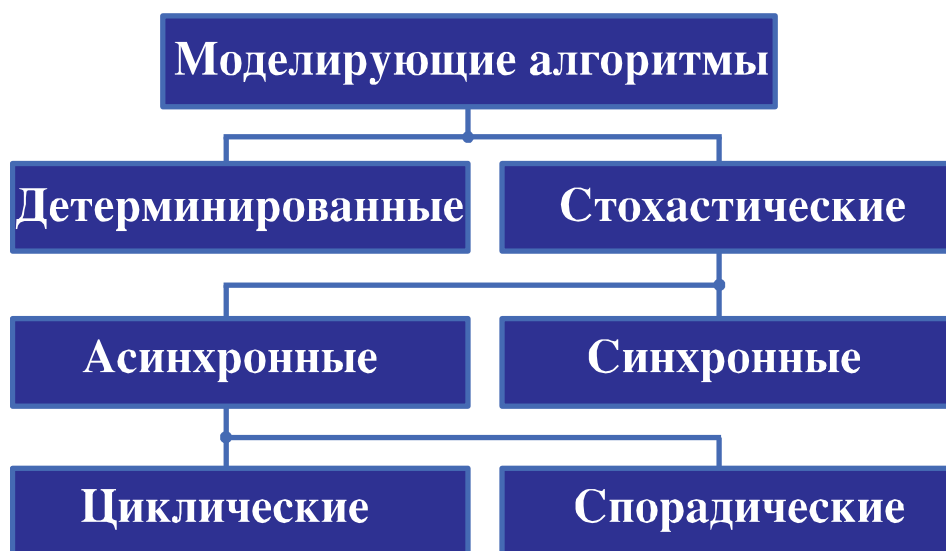 Моделирующие алгоритмы
Детерминированные
Стохастические
Асинхронные
Синхронные
Циклические
Спорадические